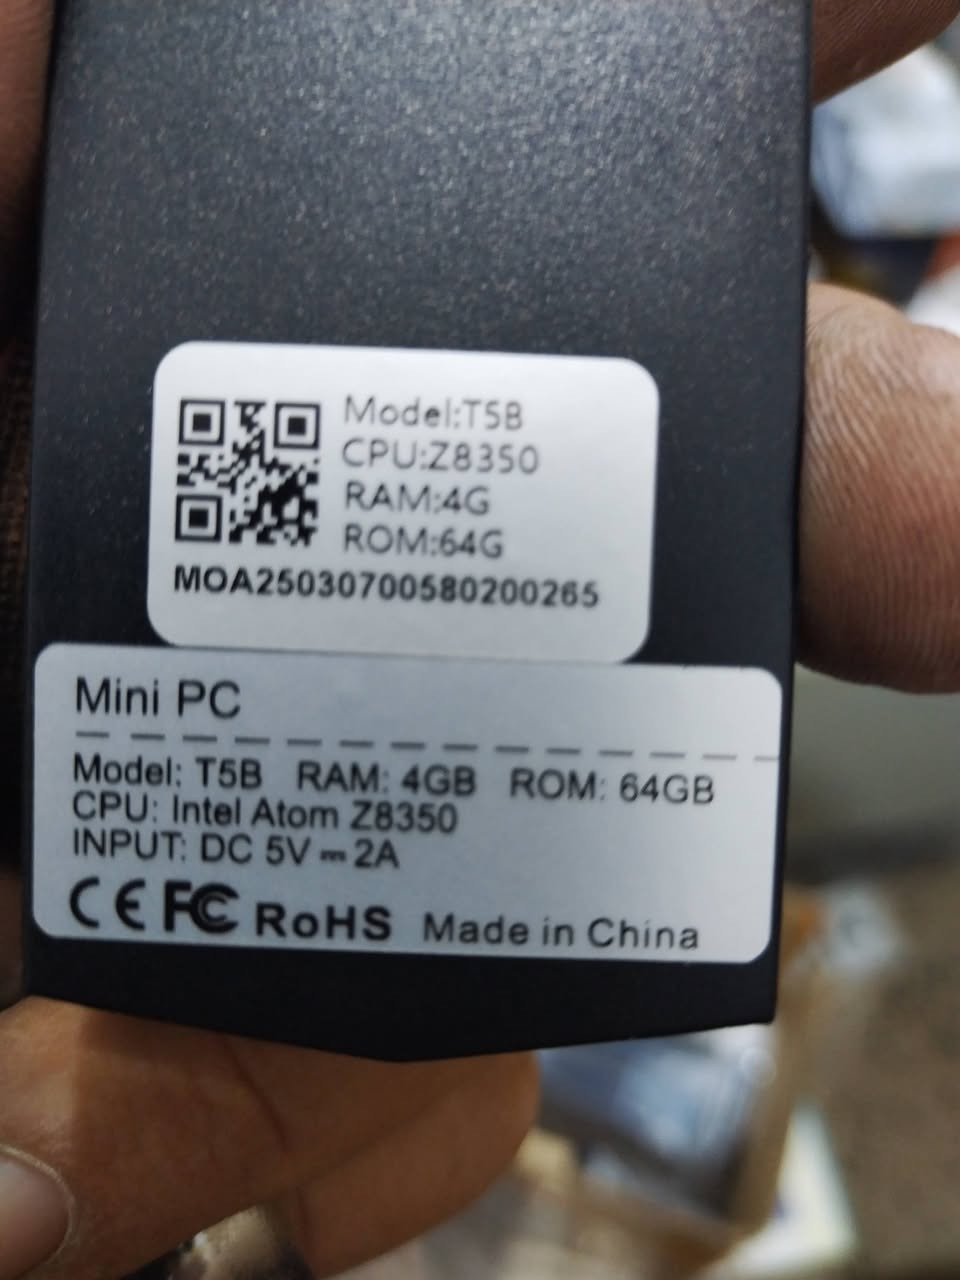 Model:T5B
CPU:Z8350
RAM:4G
ROM:64G
MOA25030700580200265
Mini PC
Model: T5B RAM: 4GB ROM: 64GB
CPU: Intel Atom Z8350
INPUT: DC 5V ⎓ 2A
CE FC RoHS Made in China